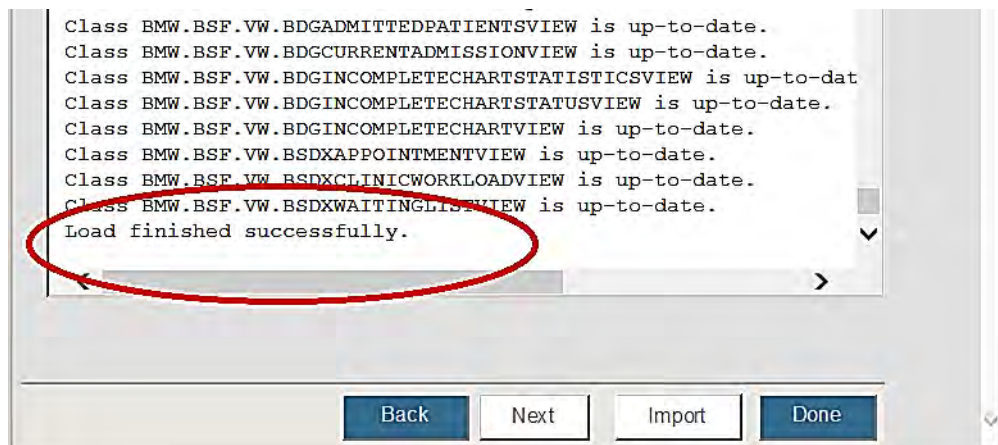 Class BMW.BSF.VW.BDGADMITTEDPATIENTSVIEW is up-to-date.
Class BMW.BSF.VW.BDGCURRENTADMISSIONVIEW is up-to-date.
Class BMW.BSF.VW.BDGINCOMPLETECHARTSTATISTICSVIEW is up-to-dat
Class BMW.BSF.VW.BDGINCOMPLETECHARTSTATUSVIEW is up-to-date.
Class BMW.BSF.VW.BDGINCOMPLETECHARTVIEW is up-to-date.
Class BMW.BSF.VW.BSDXAPPOINTMENTVIEW is up-to-date.
Class BMW.BSF.VW.BSDXCLINICWORKLOADVIEW is up-to-date.
Class BMW.BSF.VW.BSDXWAITINGLISTVIEW is up-to-date.
Load finished successfully.
Back Next Import Done